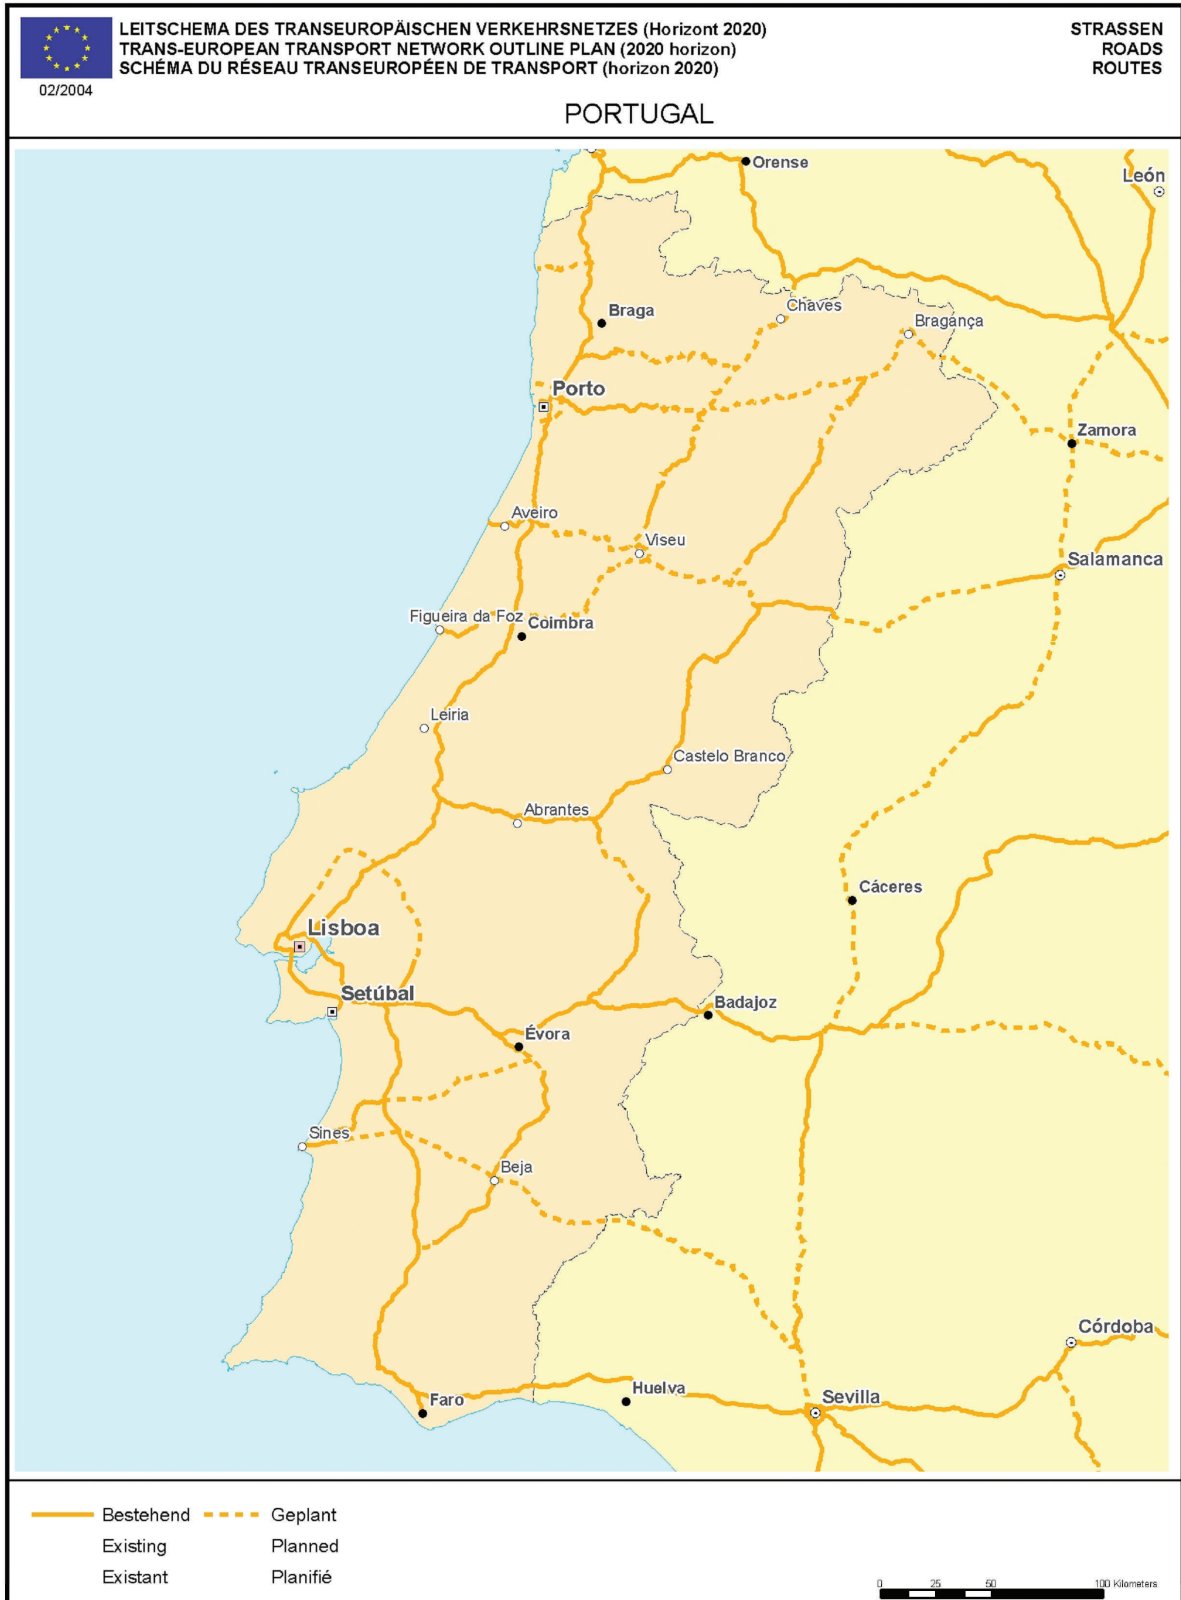 LEITSCHEMA DES TRANSEUROPÄISCHEN VERKEHRSNETZES (Horizont 2020)
TRANS-EUROPEAN TRANSPORT NETWORK OUTLINE PLAN (2020 horizon)
SCHÉMA DU RÉSEAU TRANSEUROPÉEN DE TRANSPORT (horizon 2020)
STRASSEN
ROADS
ROUTES
02/2004
PORTUGAL
Orense
León
Chaves
Braga
Bragança
Porto
Zamora
Aveiro
Viseu
Salamanca
Figueira da Foz
Coimbra
Leiria
Castelo Branco
Abrantes
Cáceres
Lisboa
Setúbal
Badajoz
Évora
Sines
Beja
Córdoba
Huelva
Sevilla
Faro
Bestehend
Geplant
Existing
Planned
Existant
Planifié
0 25 50 100 Kilometers